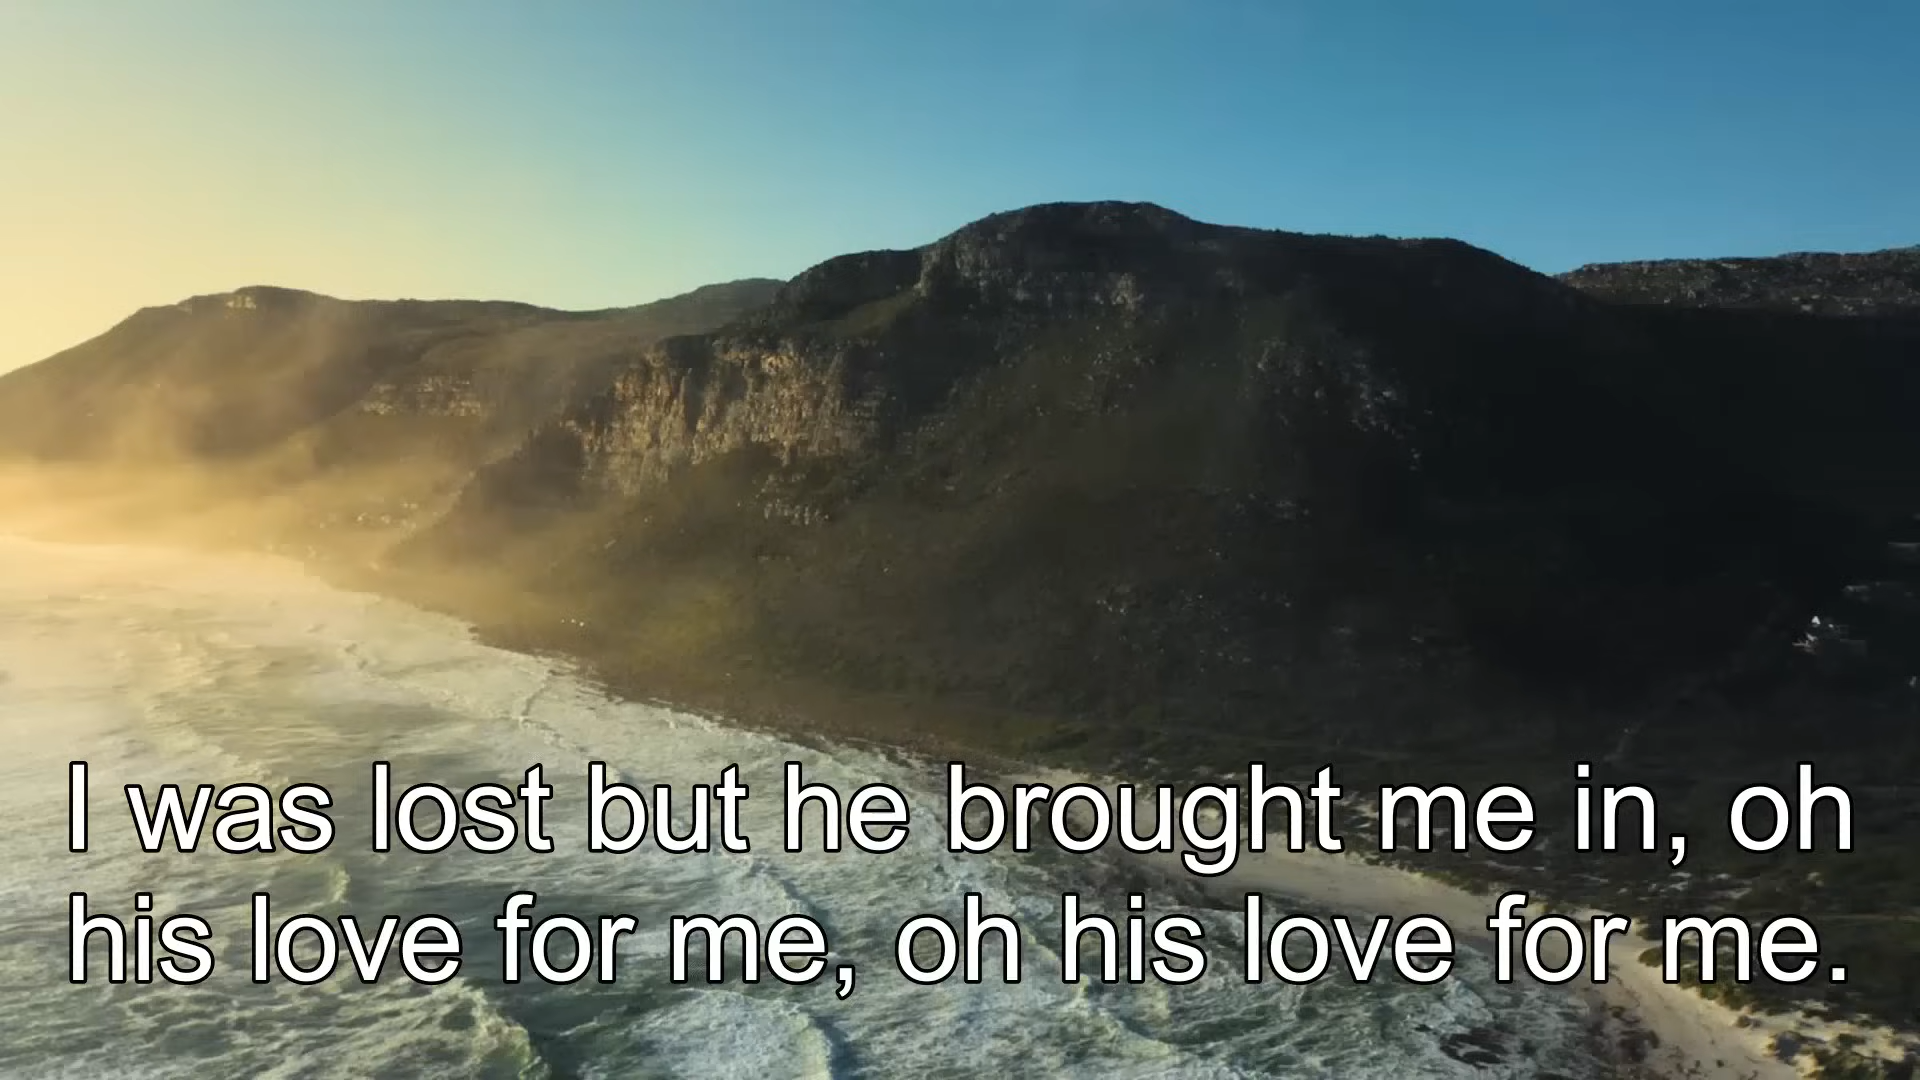 I was lost but he brought me in, oh
his love for me, oh his love for me.